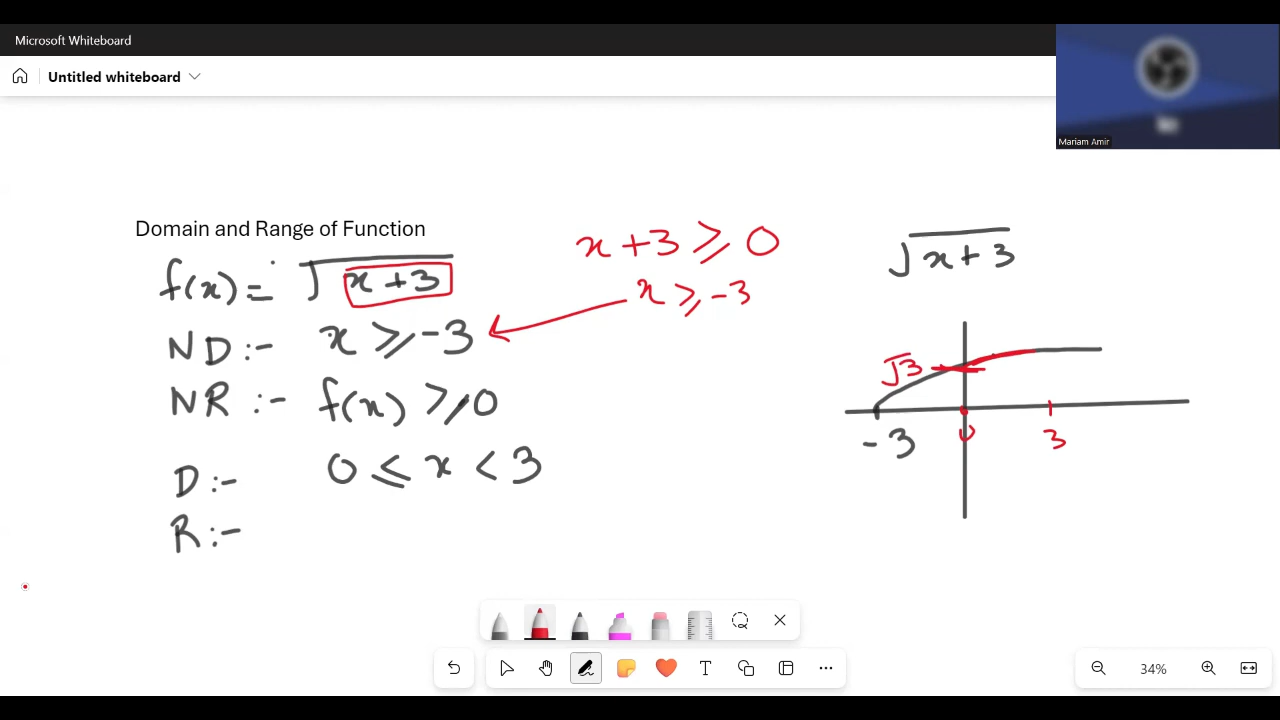 Microsoft Whiteboard
Untitled whiteboard
Mariam Amir
Domain and Range of Function
f(x) = √(x+3)
ND :- x ≥ -3
NR :- f(x) ≥ 0
D :- 0 ≤ x < 3
R :-
x + 3 ≥ 0
x ≥ -3
√(x+3)
√3
-3
0
3
34%